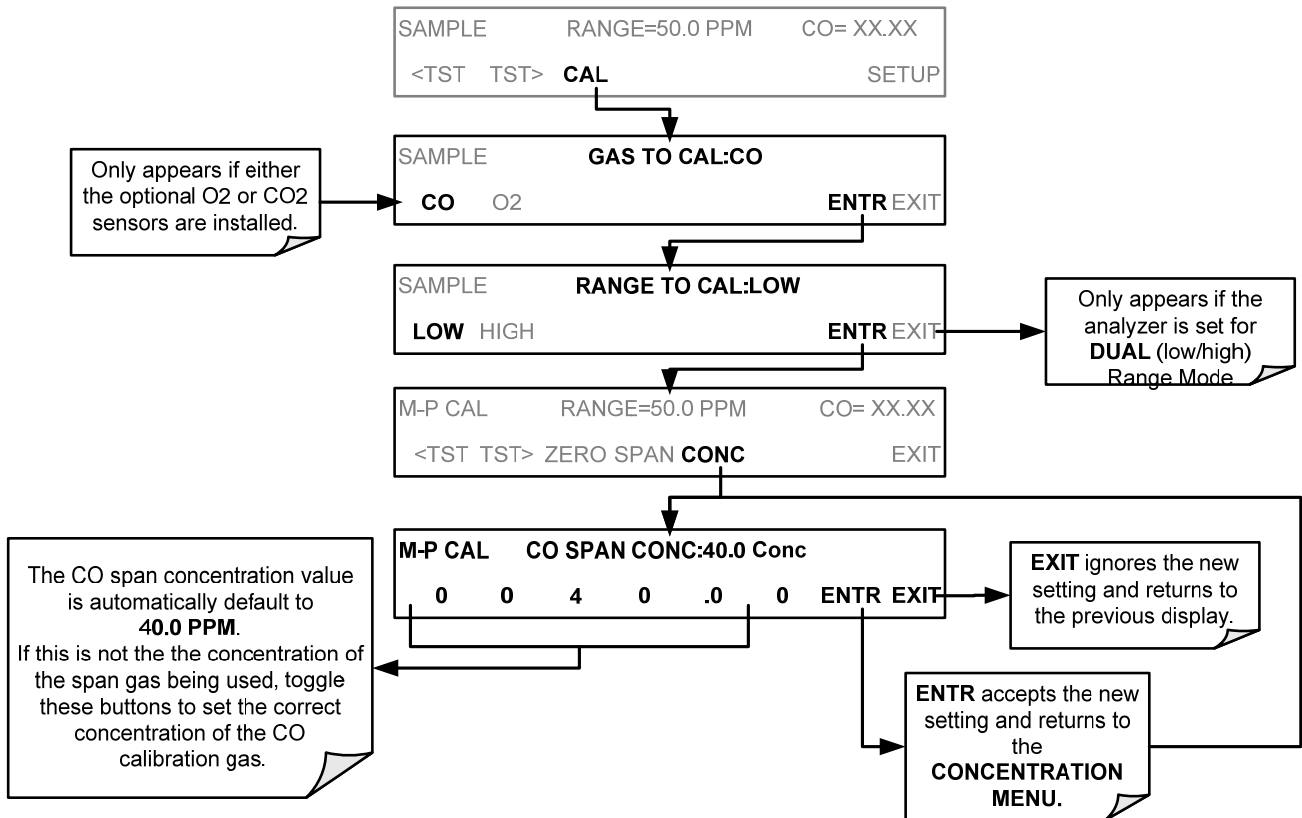 SAMPLE RANGE=50.0 PPM CO= XX.XX
<TST TST> CAL SETUP
Only appears if either
the optional O2 or CO2
sensors are installed.
SAMPLE GAS TO CAL:CO
CO O2 ENTR EXIT
SAMPLE RANGE TO CAL:LOW
LOW HIGH ENTR EXIT
Only appears if the
analyzer is set for
DUAL (low/high)
Range Mode
M-P CAL RANGE=50.0 PPM CO= XX.XX
<TST TST> ZERO SPAN CONC EXIT
M-P CAL CO SPAN CONC:40.0 Conc
0 0 4 0 .0 0 ENTR EXIT
The CO span concentration value
is automatically default to
40.0 PPM.
If this is not the the concentration of
the span gas being used, toggle
these buttons to set the correct
concentration of the CO
calibration gas.
EXIT ignores the new
setting and returns to
the previous display.
ENTR accepts the new
setting and returns to
the
CONCENTRATION
MENU.